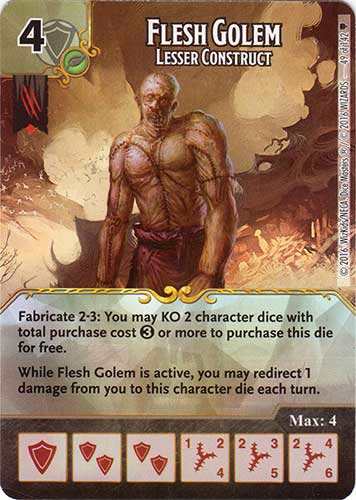 4
FLESH GOLEM
LESSER CONSTRUCT
49 of 142
© 2016 WizKids/NECA. Dice Masters ® / © 2016 WIZARDS
Fabricate 2-3: You may KO 2 character dice with
total purchase cost 3 or more to purchase this die
for free.
While Flesh Golem is active, you may redirect 1
damage from you to this character die each turn.
Max: 4
1 2
4
2 3
5
2 4
6